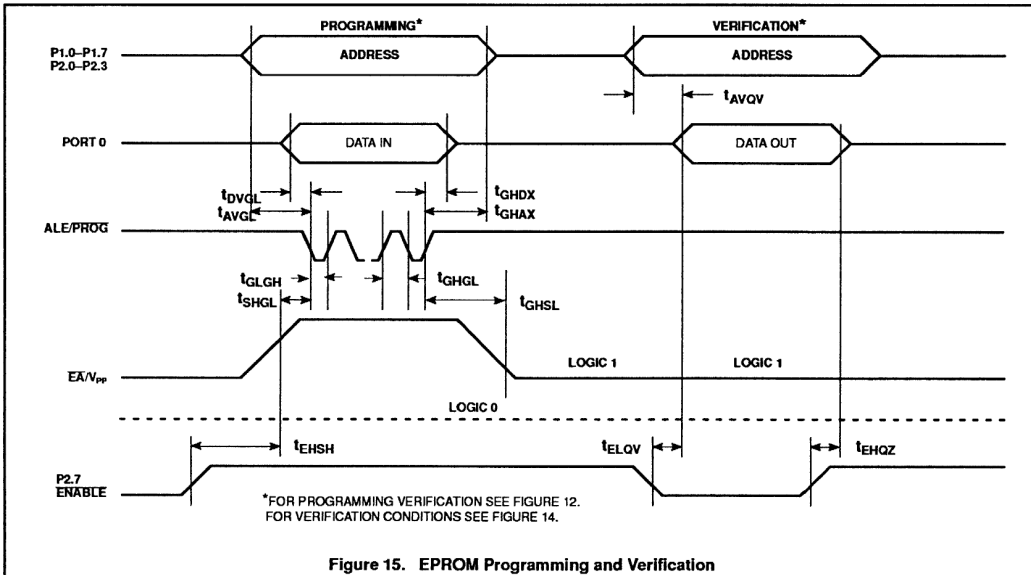 PROGRAMMING*
VERIFICATION*
P1.0–P1.7
P2.0–P2.3
ADDRESS
ADDRESS
tAVQV
PORT 0
DATA IN
DATA OUT
tDVGL
tGHDX
tAVGL
tGHAX
ALE/PROG
tGLGH
tGHGL
tSHGL
tGHSL
EA/VPP
LOGIC 1
LOGIC 1
LOGIC 0
tEHSH
tELQV
tEHQZ
P2.7
ENABLE
*FOR PROGRAMMING VERIFICATION SEE FIGURE 12.
FOR VERIFICATION CONDITIONS SEE FIGURE 14.
Figure 15. EPROM Programming and Verification